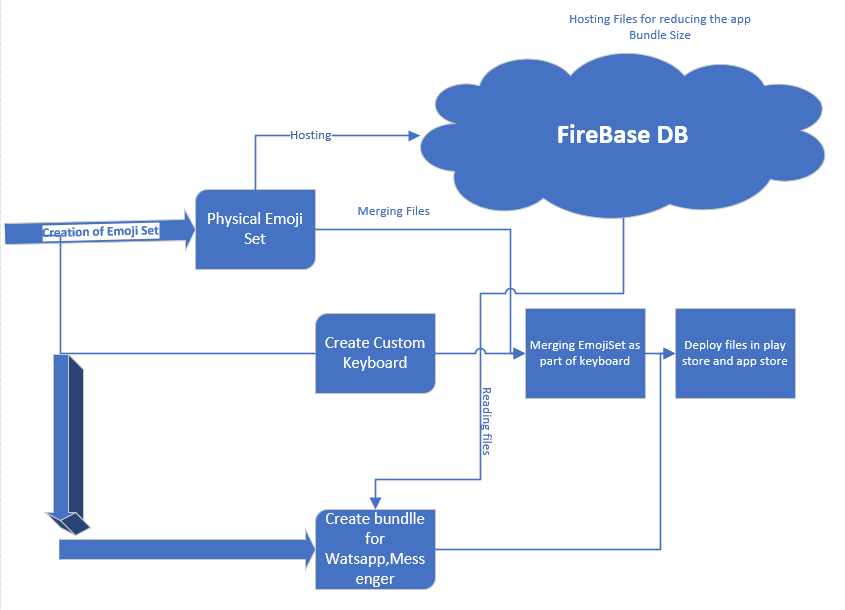 Hosting Files for reducing the app
Bundle Size
FireBase DB
Hosting
Physical Emoji
Set
Merging Files
Creation of Emoji Set
Create Custom
Keyboard
Merging EmojiSet as
part of keyboard
Deploy files in play
store and app store
Reading files
Create bundlle
for
Watsapp,Mess
enger